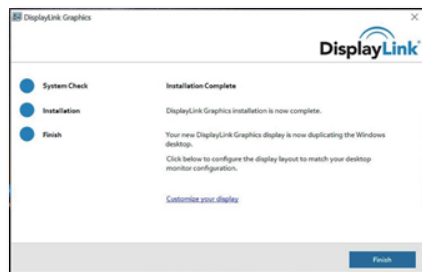 DisplayLink Graphics
DisplayLink
System Check
Installation Complete
Installation
DisplayLink Graphics installation is now complete.
Finish
Your new DisplayLink Graphics display is now duplicating the Windows
desktop.
Click below to configure the display layout to match your desktop
monitor configuration.
Customize your display
Finish